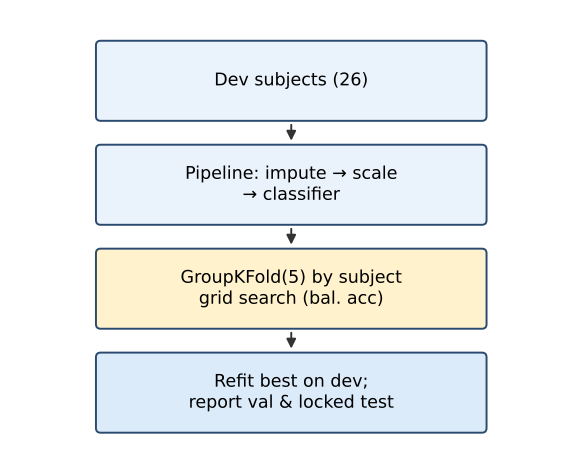 Dev subjects (26)
Pipeline: impute → scale
→ classifier
GroupKFold(5) by subject
grid search (bal. acc)
Refit best on dev;
report val & locked test